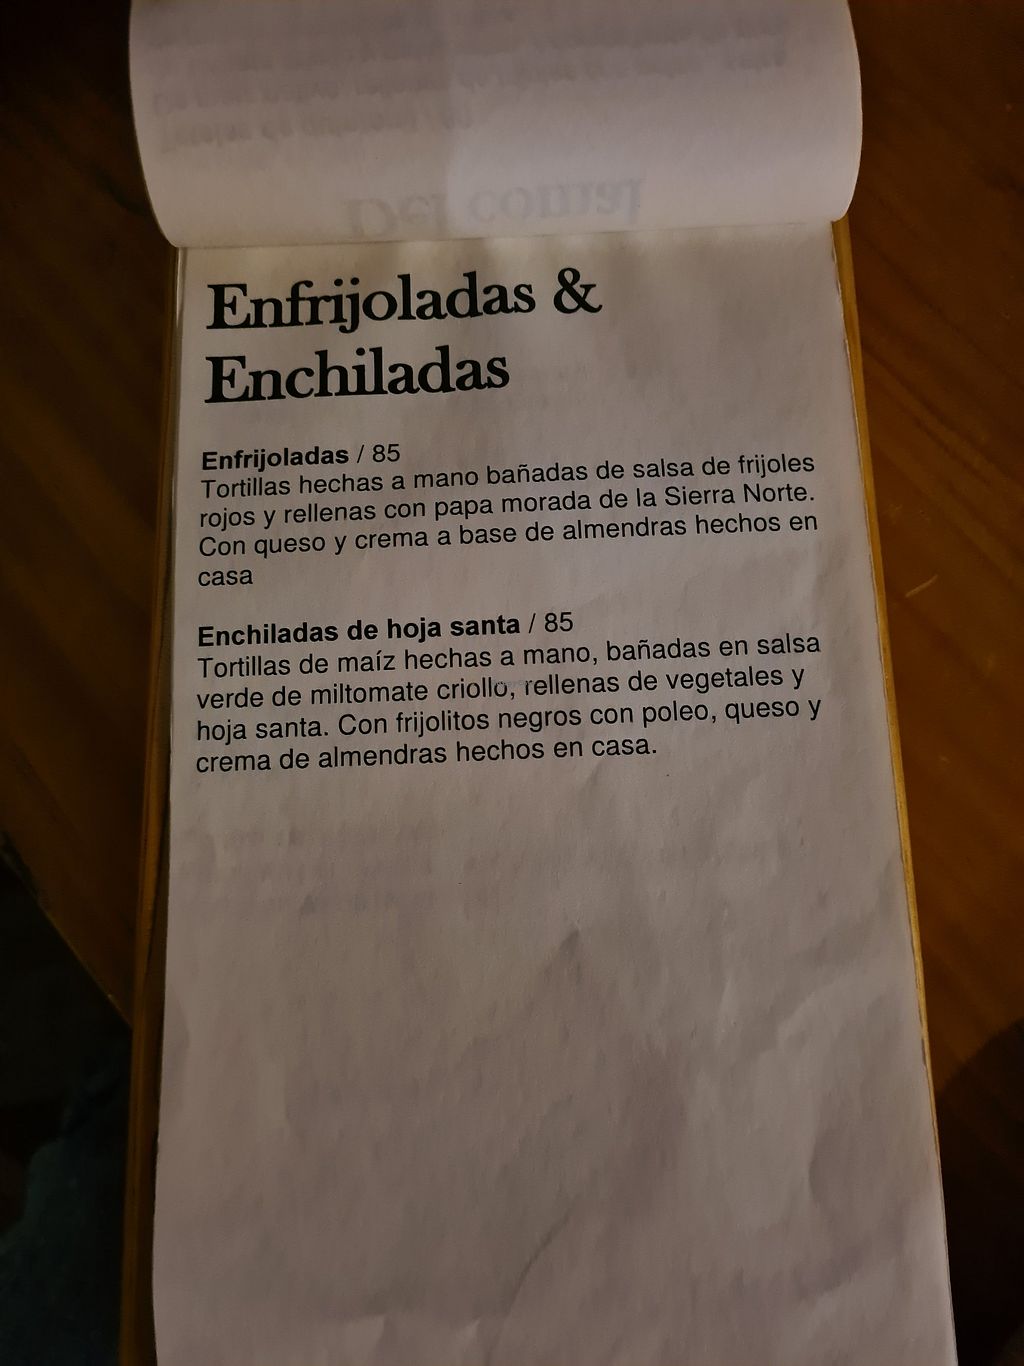 Del comal
Enfrijoladas &
Enchiladas
Enfrijoladas / 85
Tortillas hechas a mano bañadas de salsa de frijoles
rojos y rellenas con papa morada de la Sierra Norte.
Con queso y crema a base de almendras hechos en
casa
Enchiladas de hoja santa / 85
Tortillas de maíz hechas a mano, bañadas en salsa
verde de miltomate criollo, rellenas de vegetales y
hoja santa. Con frijolitos negros con poleo, queso y
crema de almendras hechos en casa.